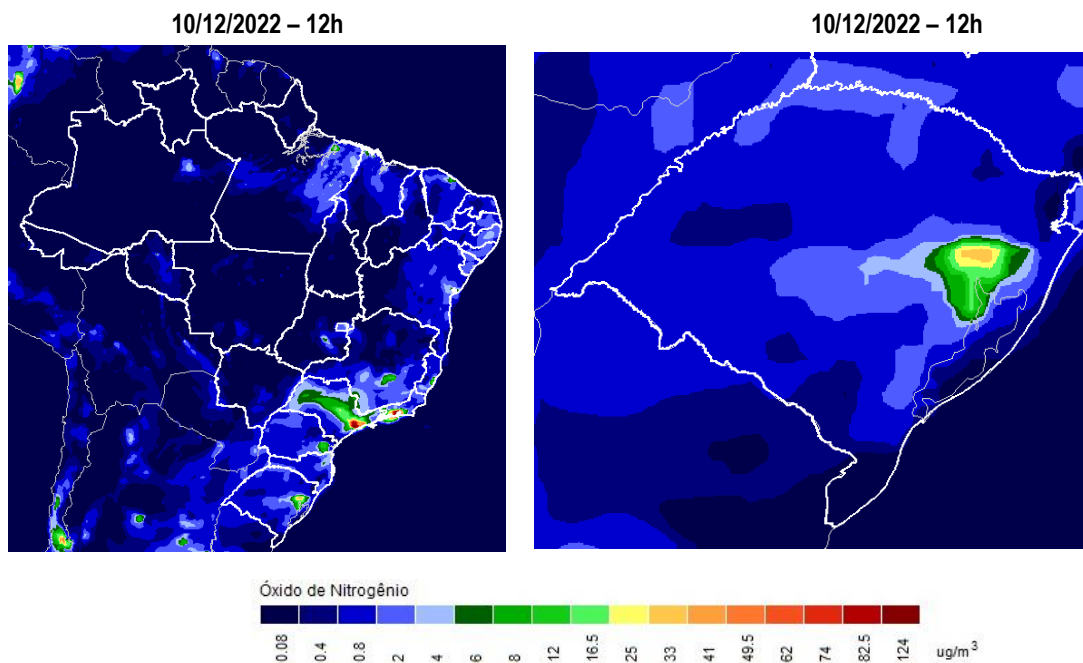 10/12/2022 – 12h
10/12/2022 – 12h
Óxido de Nitrogênio
0.08 0.4 0.8 2 4 6 8 12 16.5 25 33 41 49.5 62 74 82.5 124 ug/m³